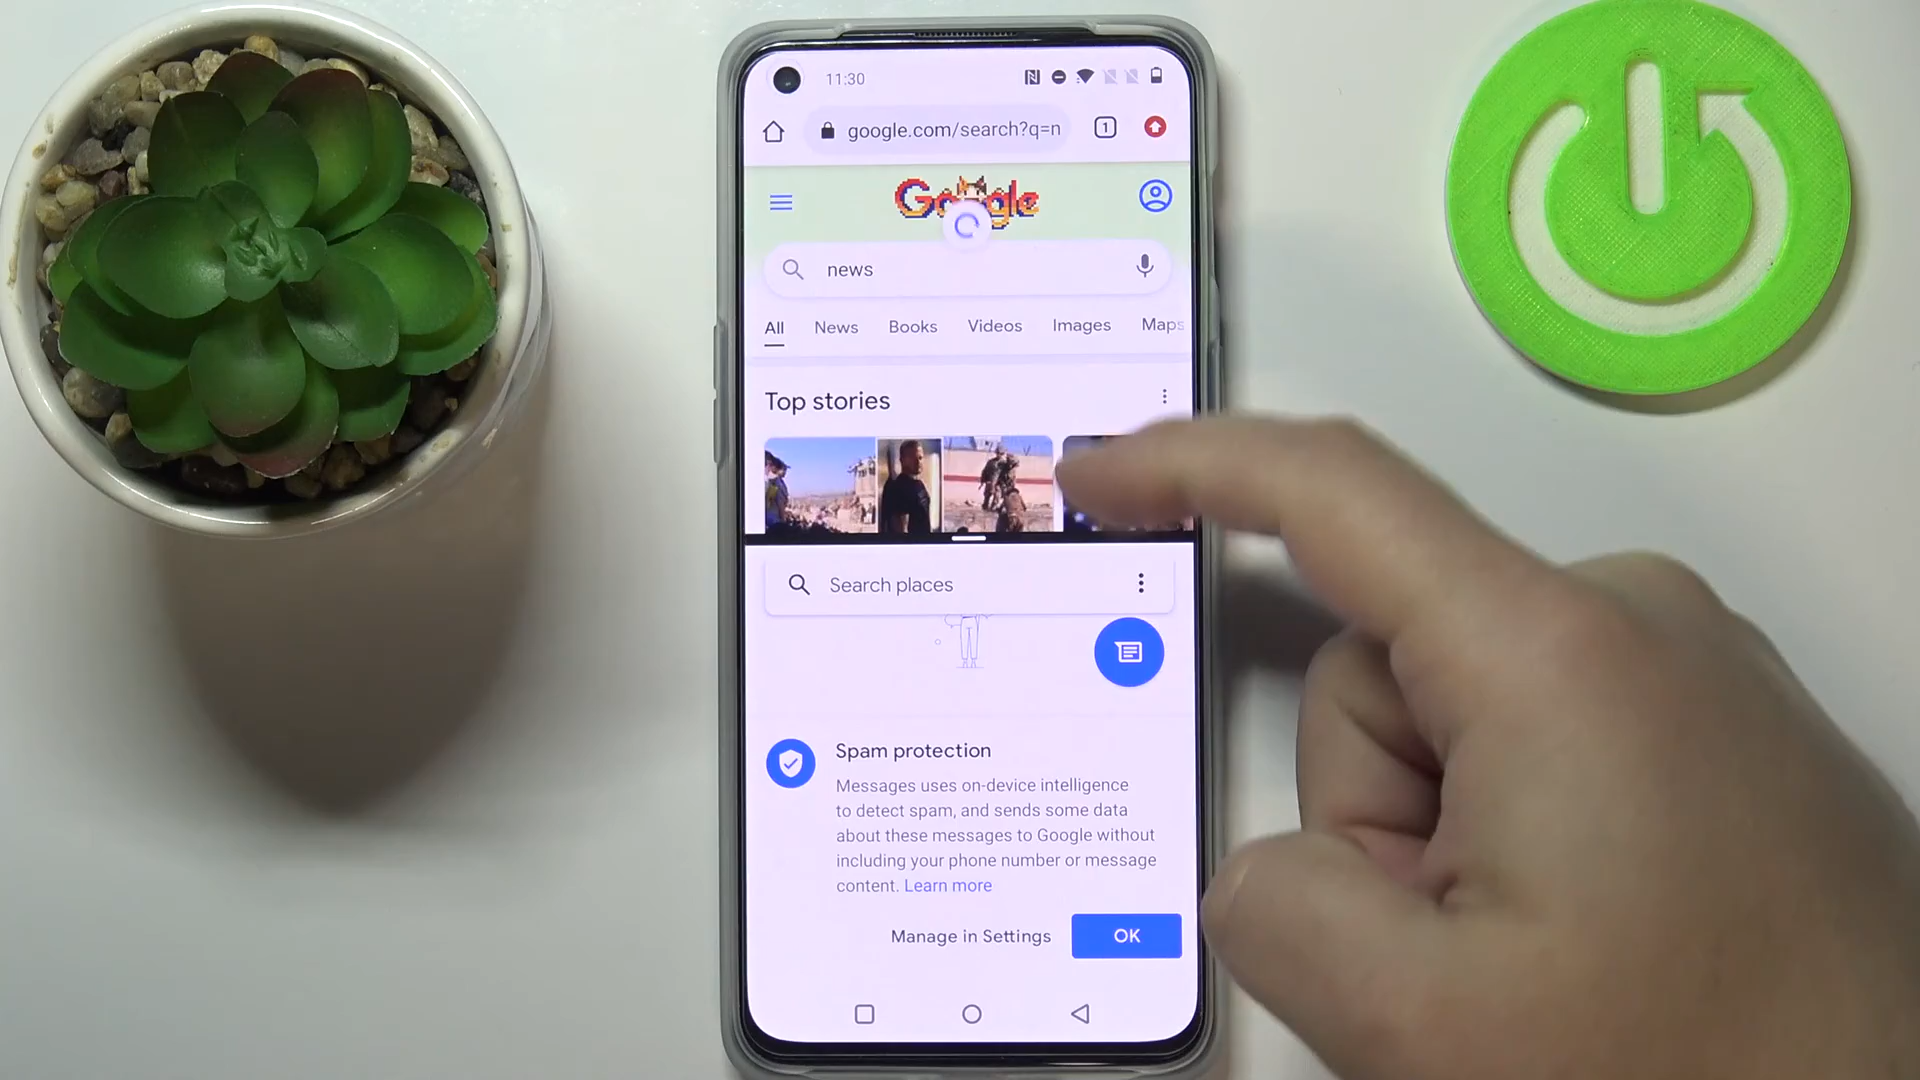 11:30
google.com/search?q=n
1
Google
news
All News Books Videos Images Maps
Top stories
Search places
Spam protection
Messages uses on-device intelligence
to detect spam, and sends some data
about these messages to Google without
including your phone number or message
content. Learn more
Manage in Settings OK